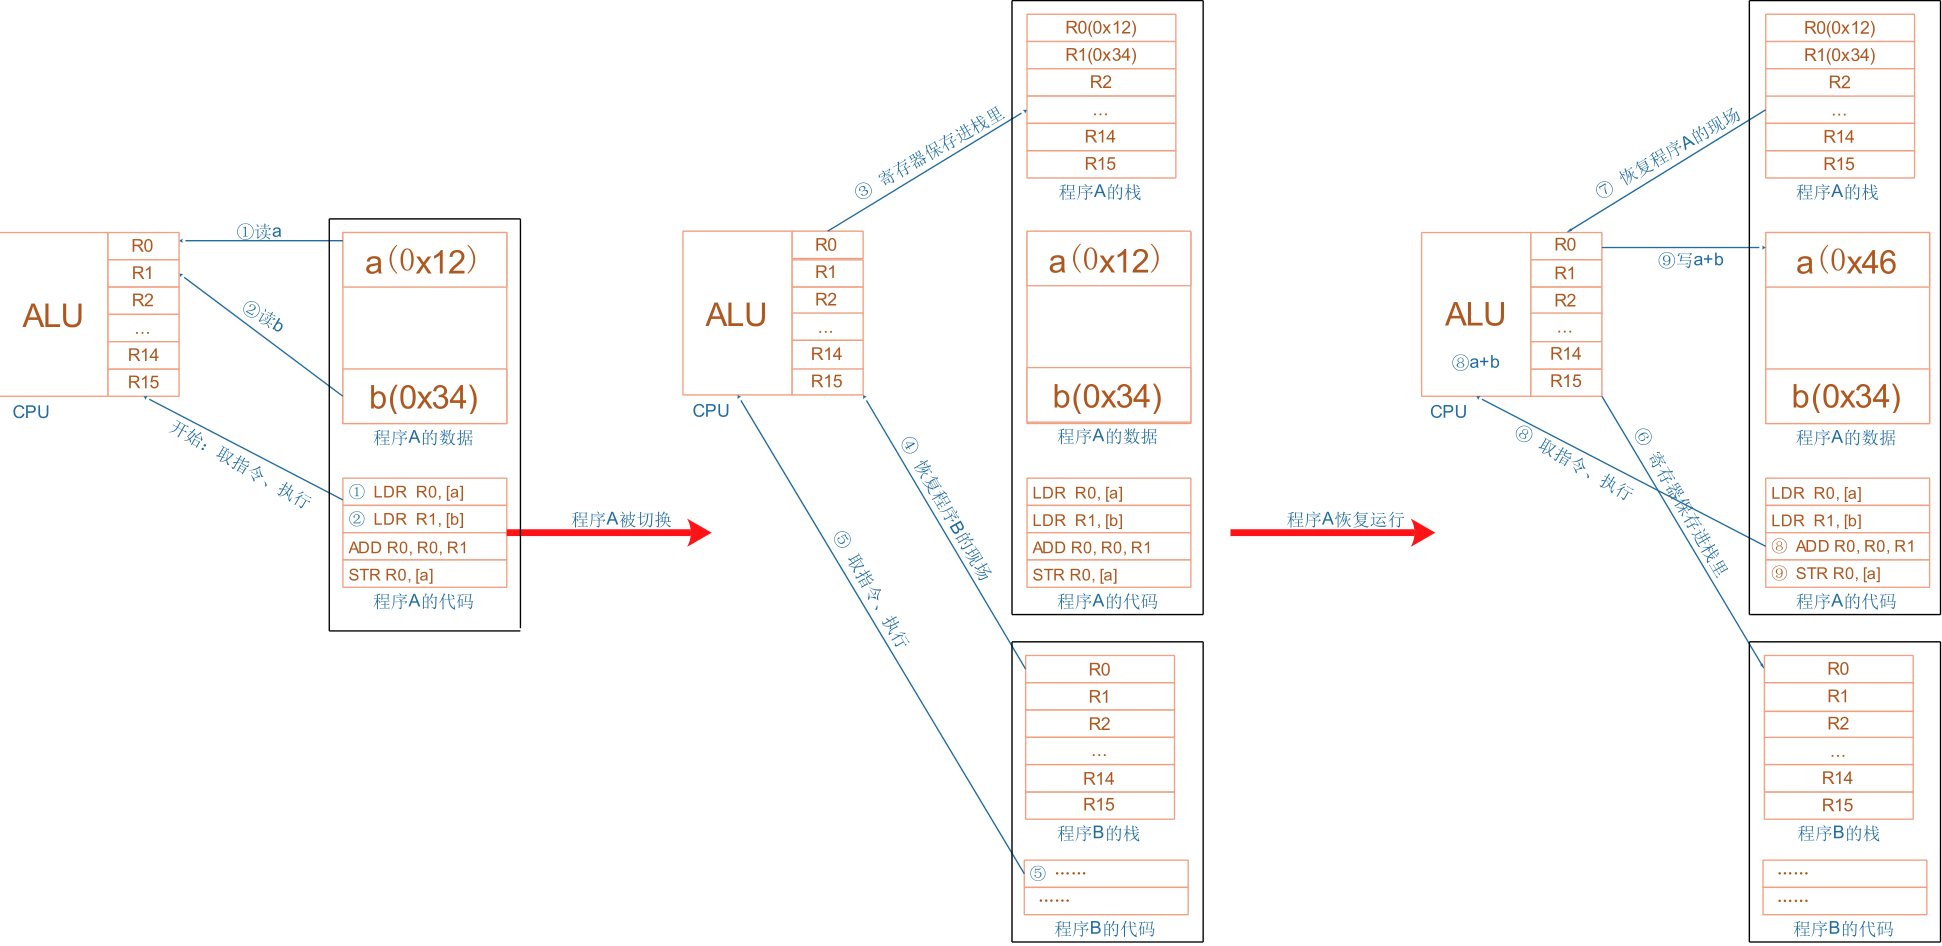 ①读a
②读b
ALU
R0
R1
R2
...
R14
R15
CPU
开始：取指令、执行
a(0x12)
b(0x34)
程序A的数据
① LDR R0, [a]
② LDR R1, [b]
ADD R0, R0, R1
STR R0, [a]
程序A的代码
程序A被切换
③ 寄存器保存进栈里
ALU
R0
R1
R2
...
R14
R15
CPU
④ 恢复程序B的现场
⑤ 取指令、执行
R0(0x12)
R1(0x34)
R2
...
R14
R15
程序A的栈
a(0x12)
b(0x34)
程序A的数据
LDR R0, [a]
LDR R1, [b]
ADD R0, R0, R1
STR R0, [a]
程序A的代码
R0
R1
R2
...
R14
R15
程序B的栈
⑤ ······
······
程序B的代码
程序A恢复运行
⑦ 恢复程序A的现场
ALU
⑧a+b
R0
R1
R2
...
R14
R15
CPU
⑨写a+b
⑧ 取指令、执行
⑥ 寄存器保存进栈里
R0(0x12)
R1(0x34)
R2
...
R14
R15
程序A的栈
a(0x46
b(0x34)
程序A的数据
LDR R0, [a]
LDR R1, [b]
⑧ ADD R0, R0, R1
⑨ STR R0, [a]
程序A的代码
R0
R1
R2
...
R14
R15
程序B的栈
······
······
程序B的代码